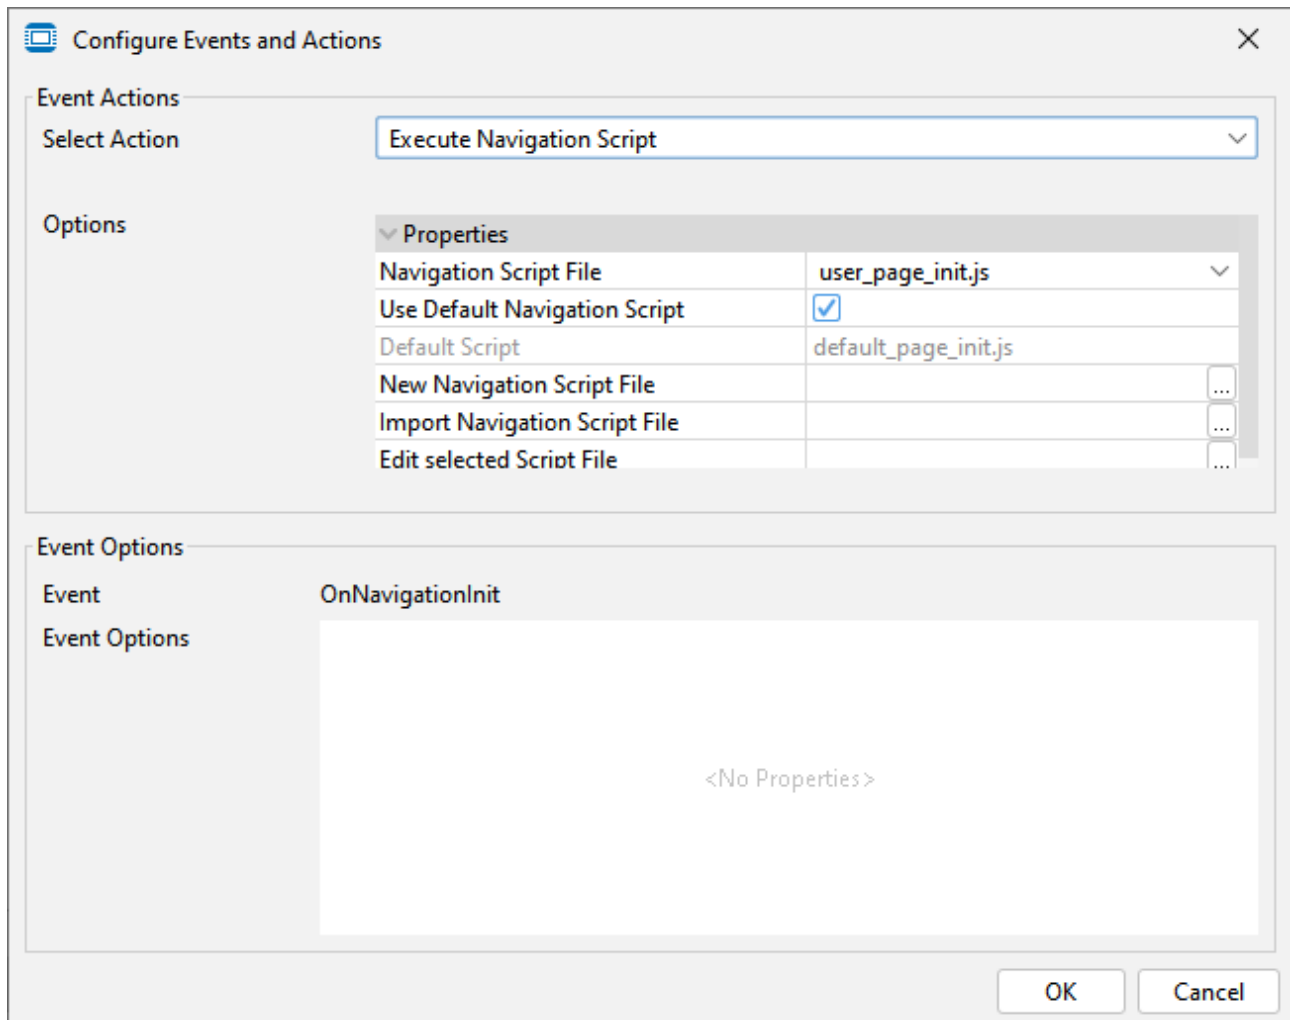 Configure Events and Actions
Event Actions
Select Action
Execute Navigation Script
Options
Properties
Navigation Script File
user_page_init.js
Use Default Navigation Script
Default Script
default_page_init.js
New Navigation Script File
...
Import Navigation Script File
...
Edit selected Script File
...
Event Options
Event
OnNavigationInit
Event Options
<No Properties>
OK
Cancel